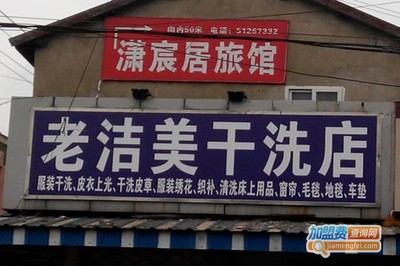 向内50米 电话：51267332
潇宸居旅馆
老洁美干洗店
服装干洗、皮衣上光、干洗皮草、服装绣花、织补、清洗床上用品、窗帘、毛毯、地毯、车垫
加盟费查询网
jiamengfei.com